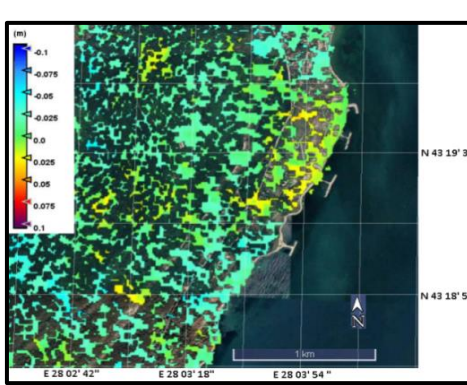 (m)
-0.1
-0.075
-0.05
-0.025
0.0
0.025
0.05
0.075
0.1
N 43 19' 3
N 43 18' 5
N
1 km
E 28 02' 42"
E 28 03' 18"
E 28 03' 54 "